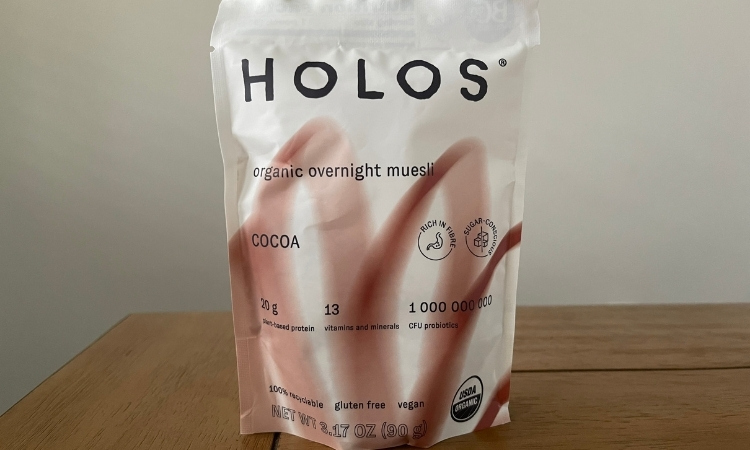 HOLOS®
organic overnight muesli
COCOA
RICH IN FIBRE
SUGAR-CONSCIOUS
20 g
plant-based protein
13
vitamins and minerals
1 000 000 000
CFU probiotics
100% recyclable
gluten free
vegan
USDA
ORGANIC
NET WT 3.17 OZ (90 g)